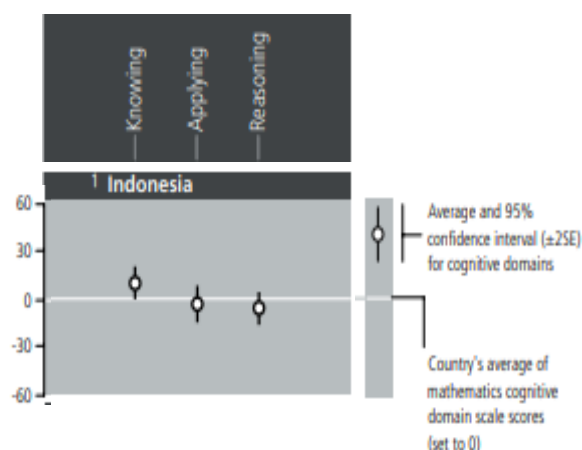 Knowing
Applying
Reasoning
1 Indonesia
60
30
0
-30
-60
Average and 95%
confidence interval (±2SE)
for cognitive domains
Country's average of
mathematics cognitive
domain scale scores
(set to 0)